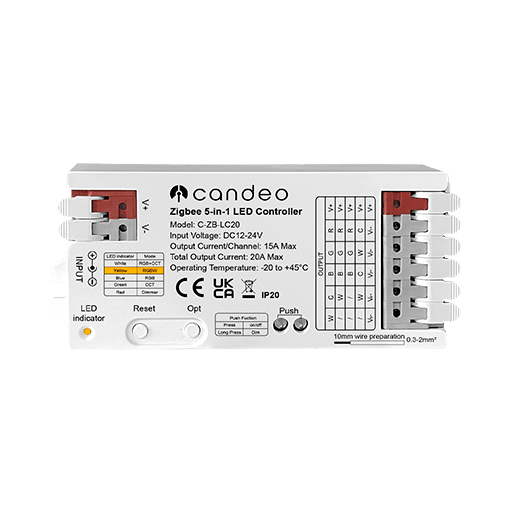 candeo
Zigbee 5-in-1 LED Controller
Model: C-ZB-LC20
Input Voltage: DC12-24V
Output Current/Channel: 15A Max
Total Output Current: 20A Max
Operating Temperature: -20 to +45°C
CE UK CA IP20
V+
V-
INPUT
LED indicator Mode
White RGB+CCT
Yellow RGBW
Blue RGB
Green CCT
Red Dimmer
LED
indicator
Reset
Opt
Push Fuction
Press on/off
Long Press Dim
Push
OUTPUT
V+ V+ V+ V+ V+
R R R C V-
G G G W V-
B B B / V-
C W / / V-
W / / / V-
10mm wire preparation
0.3-2mm²